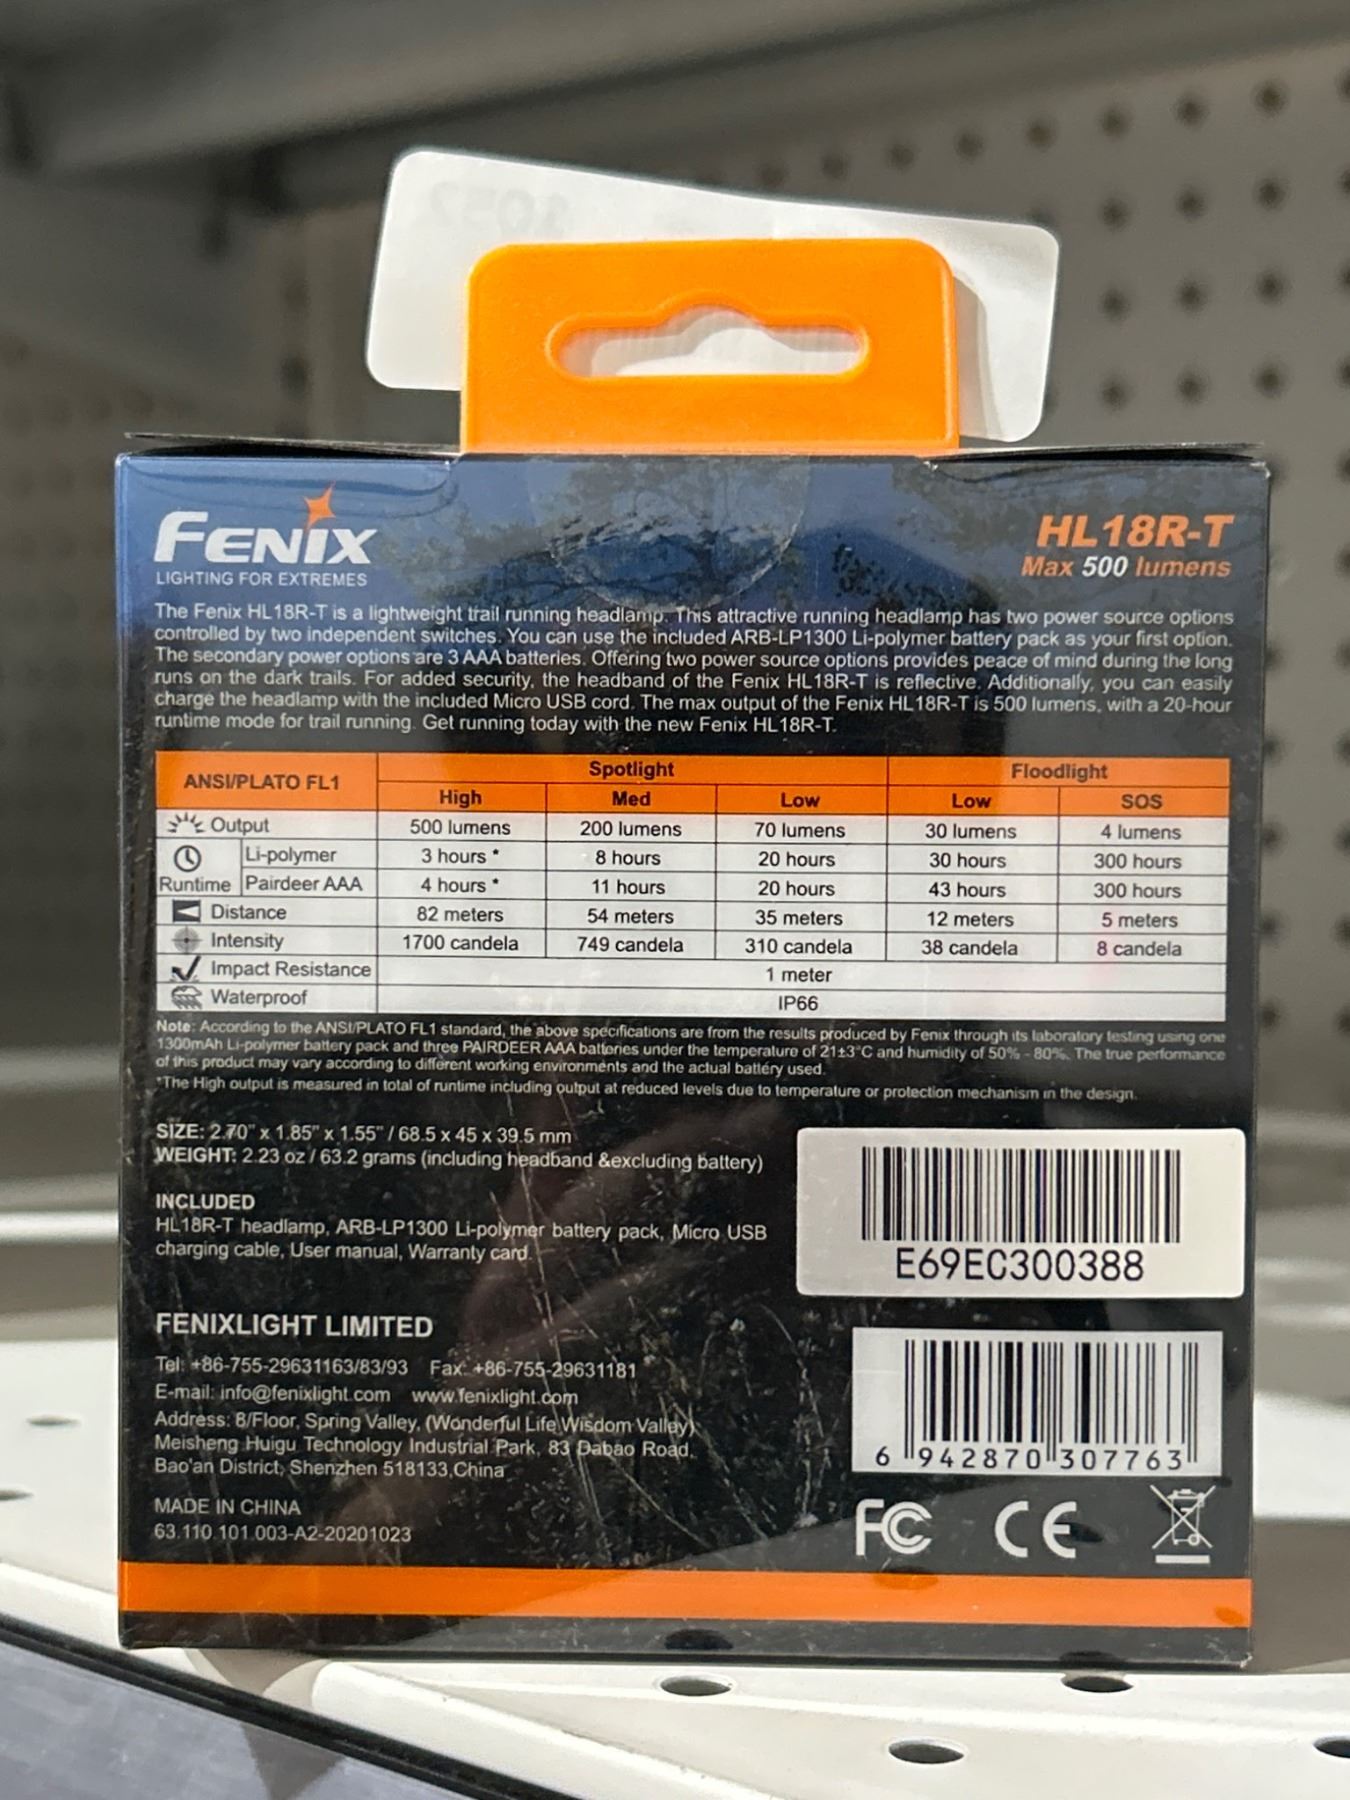 FENIX
LIGHTING FOR EXTREMES
HL18R-T
Max 500 lumens
The Fenix HL18R-T is a lightweight trail running headlamp. This attractive running headlamp has two power source options
controlled by two independent switches. You can use the included ARB-LP1300 Li-polymer battery pack as your first option.
The secondary power options are 3 AAA batteries. Offering two power source options provides peace of mind during the long
runs on the dark trails. For added security, the headband of the Fenix HL18R-T is reflective. Additionally, you can easily
charge the headlamp with the included Micro USB cord. The max output of the Fenix HL18R-T is 500 lumens, with a 20-hour
runtime mode for trail running. Get running today with the new Fenix HL18R-T.
ANSI/PLATO FL1 Spotlight Floodlight
High Med Low Low SOS
Output 500 lumens 200 lumens 70 lumens 30 lumens 4 lumens
Li-polymer 3 hours * 8 hours 20 hours 30 hours 300 hours
Runtime Pairdeer AAA 4 hours * 11 hours 20 hours 43 hours 300 hours
Distance 82 meters 54 meters 35 meters 12 meters 5 meters
Intensity 1700 candela 749 candela 310 candela 38 candela 8 candela
Impact Resistance 1 meter
Waterproof IP66
Note: According to the ANSI/PLATO FL1 standard, the above specifications are from the results produced by Fenix through its laboratory testing using one
1300mAh Li-polymer battery pack and three PAIRDEER AAA batteries under the temperature of 21±3°C and humidity of 50% - 80%. The true performance
of this product may vary according to different working environments and the actual battery used.
*The High output is measured in total of runtime including output at reduced levels due to temperature or protection mechanism in the design.
SIZE: 2.70" x 1.85" x 1.55" / 68.5 x 45 x 39.5 mm
WEIGHT: 2.23 oz / 63.2 grams (including headband &excluding battery)
INCLUDED
HL18R-T headlamp, ARB-LP1300 Li-polymer battery pack, Micro USB
charging cable, User manual, Warranty card.
E69EC300388
FENIXLIGHT LIMITED
Tel: +86-755-29631163/83/93 Fax: +86-755-29631181
E-mail: info@fenixlight.com www.fenixlight.com
Address: 8/Floor, Spring Valley, (Wonderful Life Wisdom Valley)
Meisheng Huigu Technology Industrial Park, 83 Dabao Road,
Bao'an District, Shenzhen 518133,China
6 942870 307763
MADE IN CHINA
63.110.101.003-A2-20201023
FC CE